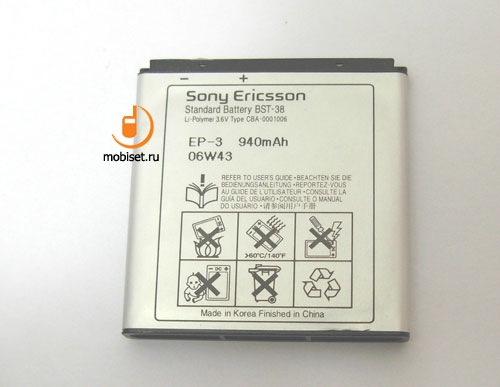 − +
Sony Ericsson
Standard Battery BST-38
Li-Polymer 3.6V Type CBA-0001006
EP-3 940mAh
06W43
mobiset.ru
REFER TO USER'S GUIDE • BEACHTEN SIE DIE
BEDIENUNGSANLEITUNG • REPORTEZ-VOUS
AU GUIDE DE L'UTILISATEUR • CONSULTE LA
GUÍA DEL USUARIO • CONSULTE O MANUAL
DO USUÁRIO • 请参阅用户手册
>60°C/140°F
- DC +
Made in Korea Finished in China